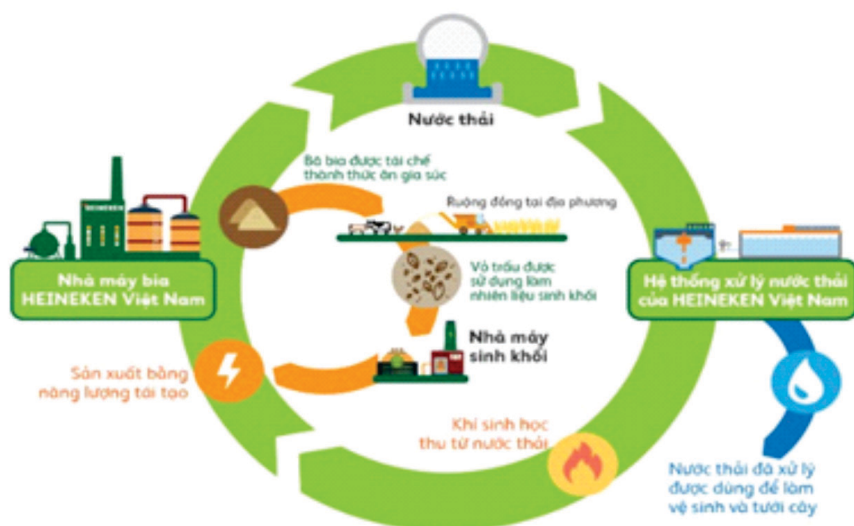 Nước thải
Bã bia được tái chế
thành thức ăn gia súc
Ruộng đồng tại địa phương
HEINEKEN
Nhà máy bia
HEINEKEN Việt Nam
Vỏ trấu được
sử dụng làm
nhiên liệu sinh khối
Hệ thống xử lý nước thải
của HEINEKEN Việt Nam
Nhà máy
sinh khối
Sản xuất bằng
năng lượng tái tạo
Khí sinh học
thu từ nước thải
Nước thải đã xử lý
được dùng để làm
vệ sinh và tưới cây